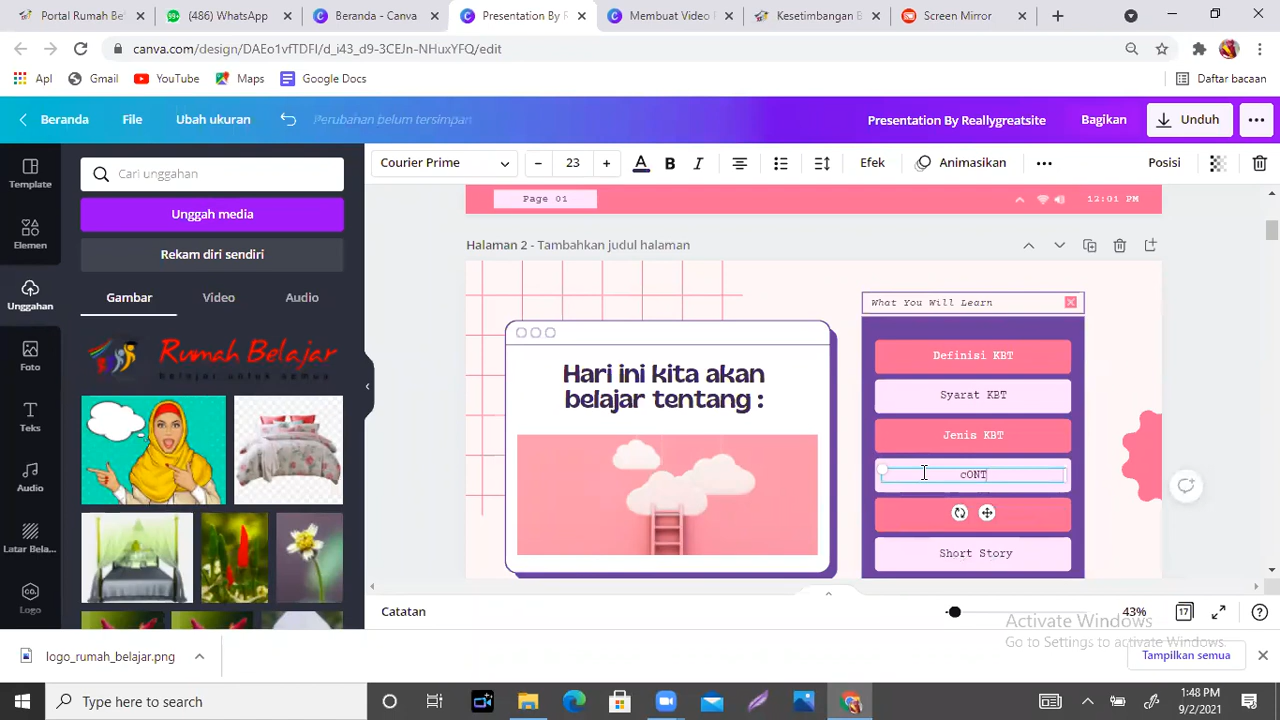 Portal Rumah Be
(486) WhatsApp
Beranda - Canva
Presentation By R
Membuat Video P
Kesetimbangan B
Screen Mirror
canva.com/design/DAEo1vfTDFI/d_i43_d9-3CEJn-NHuxYFQ/edit
Apl
Gmail
YouTube
Maps
Google Docs
Daftar bacaan
Beranda
File
Ubah ukuran
Perubahan belum tersimpan
Presentation By Reallygreatsite
Bagikan
Unduh
Template
Elemen
Unggahan
Foto
Teks
Audio
Latar Bela...
Logo
Cari unggahan
Unggah media
Rekam diri sendiri
Gambar
Video
Audio
Rumah Belajar
belajar untuk semua
Courier Prime
23
A
B
I
Efek
Animasikan
Posisi
Page 01
12:01 PM
Halaman 2 - Tambahkan judul halaman
Hari ini kita akan
belajar tentang :
What You Will Learn
Definisi KBT
Syarat KBT
Jenis KBT
cONT
Short Story
Catatan
43%
17
Activate Windows
Go to Settings to activate Windows.
logo_rumah_belajar.png
Tampilkan semua
Type here to search
1:48 PM
9/2/2021